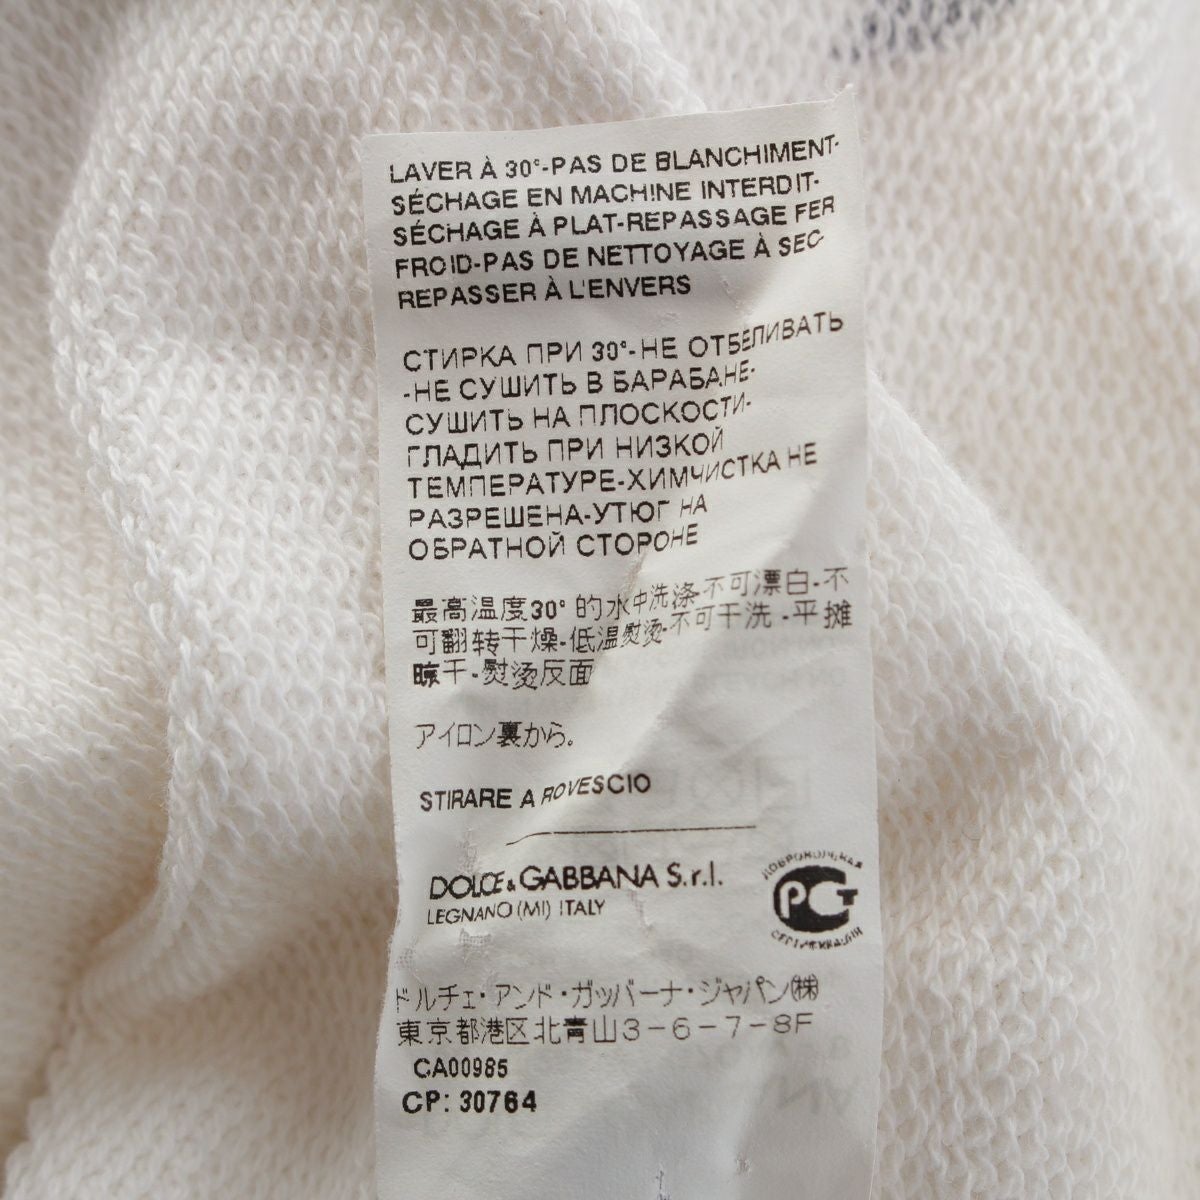 LAVER À 30°-PAS DE BLANCHIMENT-
SÉCHAGE EN MACHINE INTERDIT-
SÉCHAGE À PLAT-REPASSAGE FER
FROID-PAS DE NETTOYAGE À SEC-
REPASSER À L'ENVERS
СТИРКА ПРИ 30°-НЕ ОТБЕЛИВАТЬ
-НЕ СУШИТЬ В БАРАБАНЕ-
СУШИТЬ НА ПЛОСКОСТИ-
ГЛАДИТЬ ПРИ НИЗКОЙ
ТЕМПЕРАТУРЕ-ХИМЧИСТКА НЕ
РАЗРЕШЕНА-УТЮГ НА
ОБРАТНОЙ СТОРОНЕ
最高温度30° 的水中洗涤-不可漂白-不
可翻转干燥-低温熨烫-不可干洗-平摊
晾干-熨烫反面
アイロン裏から。
STIRARE A ROVESCIO
DOLCE & GABBANA S.r.l.
LEGNANO (MI) ITALY
ДОБРОВОЛЬНАЯ
РСТ
СЕРТИФИКАЦИЯ
ドルチェ・アンド・ガッバーナ・ジャパン㈱
東京都港区北青山3-6-7-8F
CA00985
CP: 30764